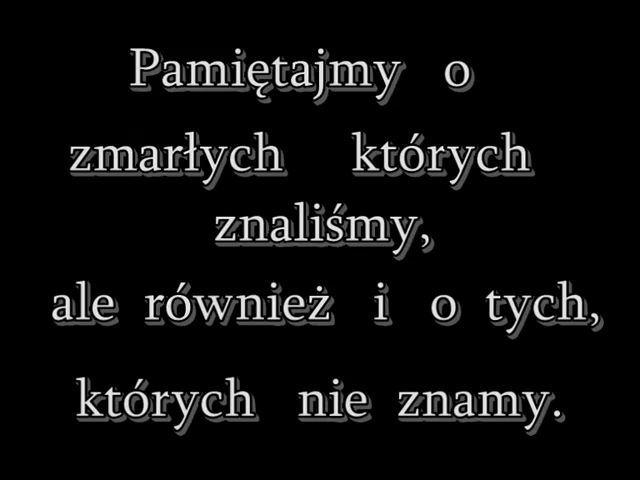 Pamiętajmy o
zmarłych których
znaliśmy,
ale również i o tych,
których nie znamy.